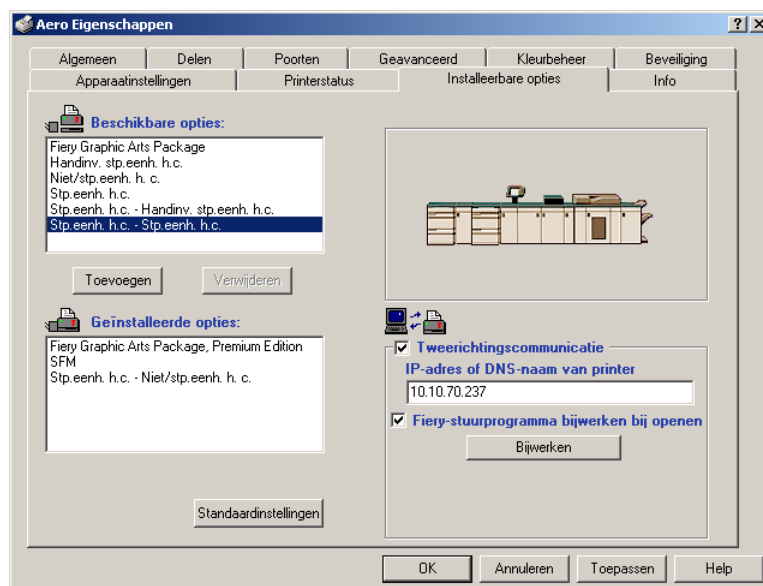 Aero Eigenschappen
Algemeen Delen Poorten Geavanceerd Kleurbeheer Beveiliging
Apparaatinstellingen Printerstatus Installeerbare opties Info
Beschikbare opties:
Fiery Graphic Arts Package
Handinv. stp.eenh. h.c.
Niet/stp.eenh. h. c.
Stp.eenh. h.c.
Stp.eenh. h.c. - Handinv. stp.eenh. h.c.
Stp.eenh. h.c. - Stp.eenh. h.c.
Toevoegen Verwijderen
Geïnstalleerde opties:
Fiery Graphic Arts Package, Premium Edition
SFM
Stp.eenh. h.c. - Niet/stp.eenh. h. c.
Standaardinstellingen
Tweerichtingscommunicatie
IP-adres of DNS-naam van printer
10.10.70.237
Fiery-stuurprogramma bijwerken bij openen
Bijwerken
OK Annuleren Toepassen Help